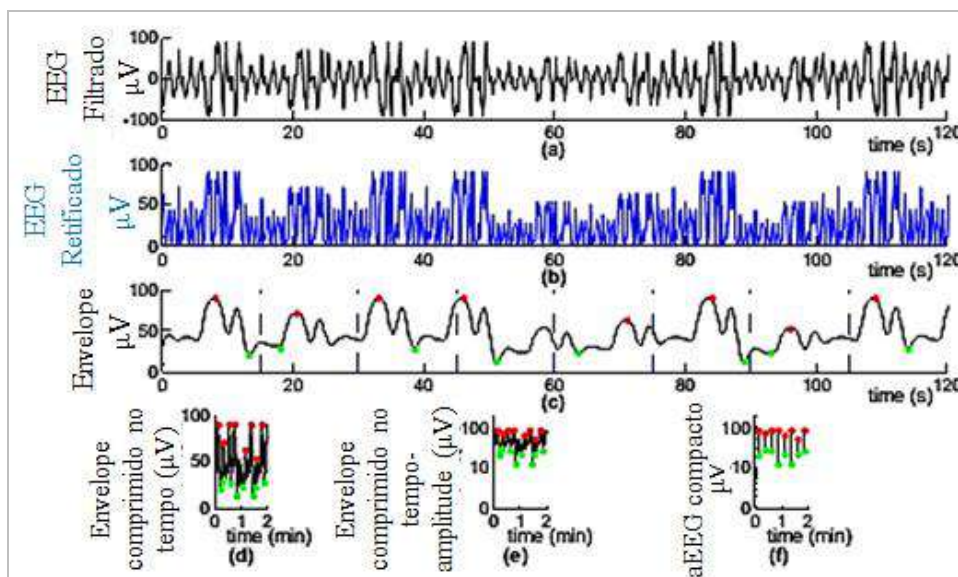 EEG
Filtrado
µV
100
0
-100
0 20 40 60 80 100 120
time (s)
(a)
EEG
Retificado
µV
100
50
0
0 20 40 60 80 100 120
time (s)
(b)
Envelope
µV
100
50
0
0 20 40 60 80 100 120
time (s)
(c)
Envelope
comprimido no
tempo (µV)
100
50
0
0 1 2
time (min)
(d)
Envelope
comprimido no
tempo-
amplitude (µV)
100
10
0
0 1 2
time (min)
(e)
aEEG compacto
µV
100
10
0
0 1 2
time (min)
(f)